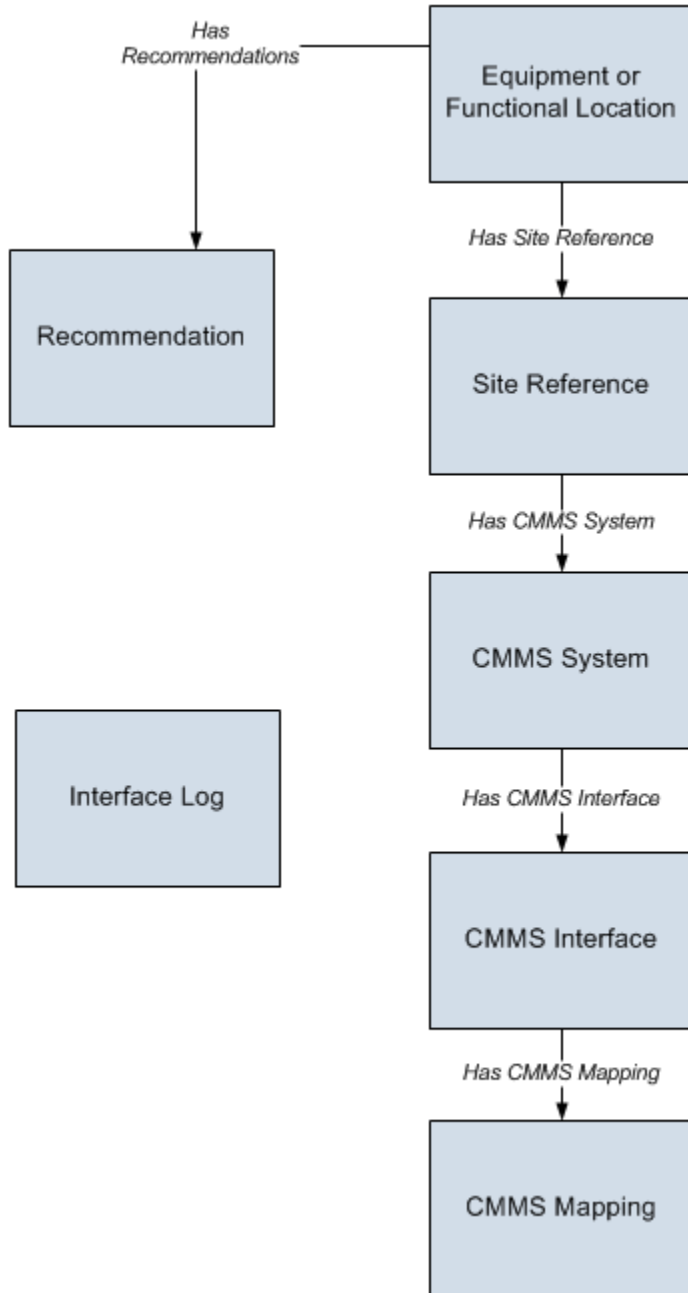 Has
Recommendations
Equipment or
Functional Location
Has Site Reference
Recommendation
Site Reference
Has CMMS System
CMMS System
Interface Log
Has CMMS Interface
CMMS Interface
Has CMMS Mapping
CMMS Mapping